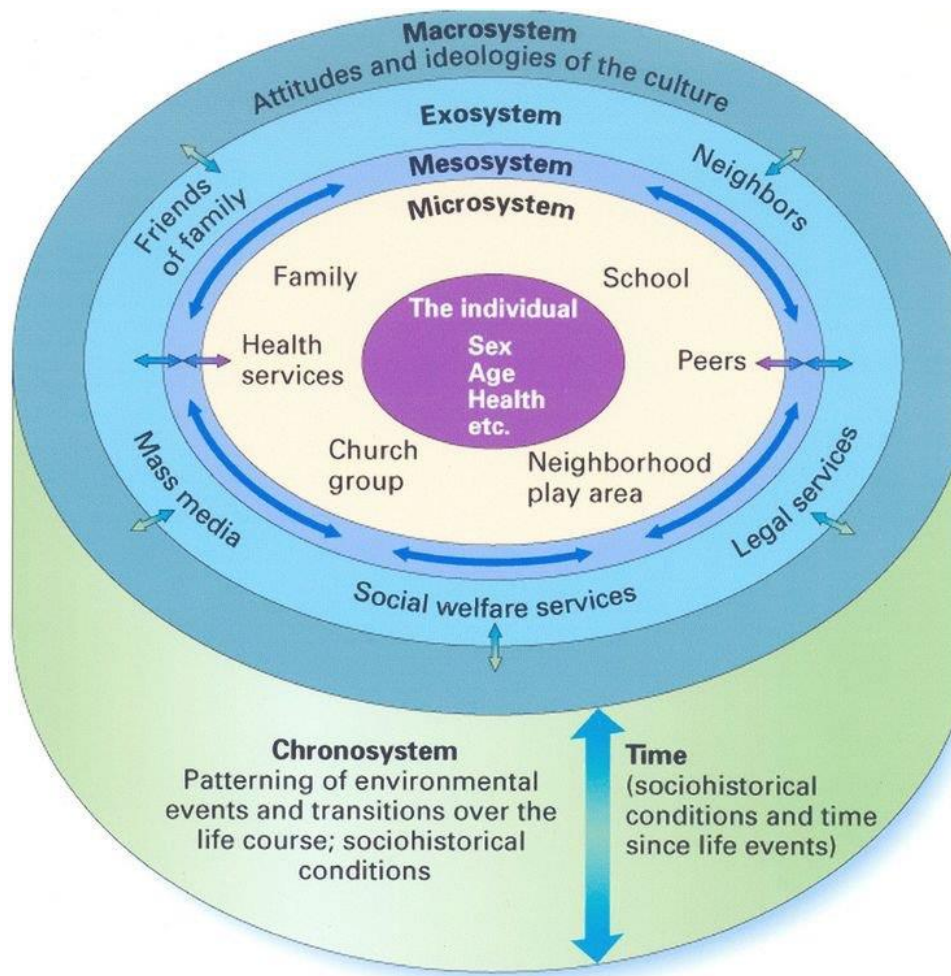 Macrosystem
Attitudes and ideologies of the culture
Exosystem
Mesosystem
Microsystem
Friends
of family
Neighbors
Family
School
The individual
Sex
Age
Health
etc.
Health
services
Peers
Church
group
Neighborhood
play area
Mass media
Legal services
Social welfare services
Chronosystem
Patterning of environmental
events and transitions over the
life course; sociohistorical
conditions
Time
(sociohistorical
conditions and time
since life events)